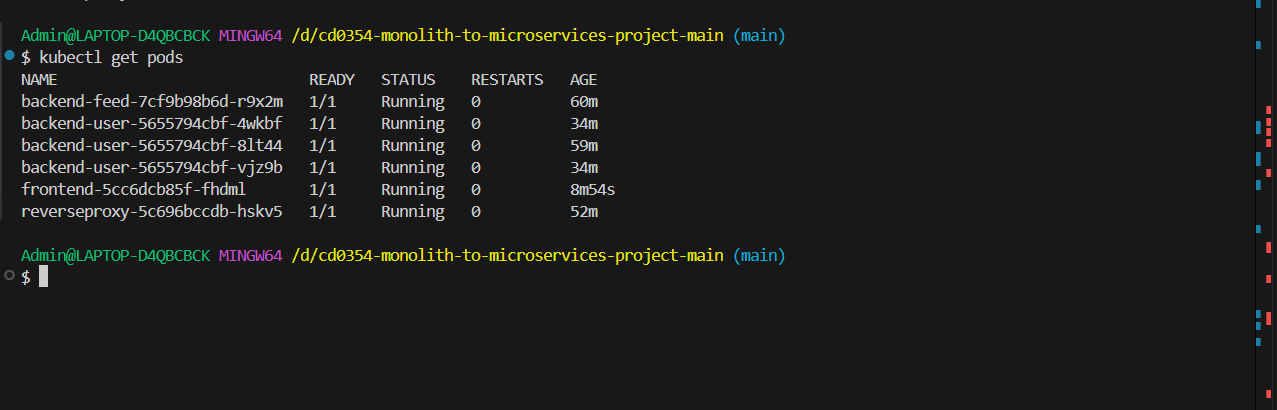 Admin@LAPTOP-D4QBCBCK MINGW64 /d/cd0354-monolith-to-microservices-project-main (main)
$ kubectl get pods
NAME READY STATUS RESTARTS AGE
backend-feed-7cf9b98b6d-r9x2m 1/1 Running 0 60m
backend-user-5655794cbf-4wkbf 1/1 Running 0 34m
backend-user-5655794cbf-8lt44 1/1 Running 0 59m
backend-user-5655794cbf-vjz9b 1/1 Running 0 34m
frontend-5cc6dcb85f-fhdml 1/1 Running 0 8m54s
reverseproxy-5c696bccdb-hskv5 1/1 Running 0 52m
Admin@LAPTOP-D4QBCBCK MINGW64 /d/cd0354-monolith-to-microservices-project-main (main)
$